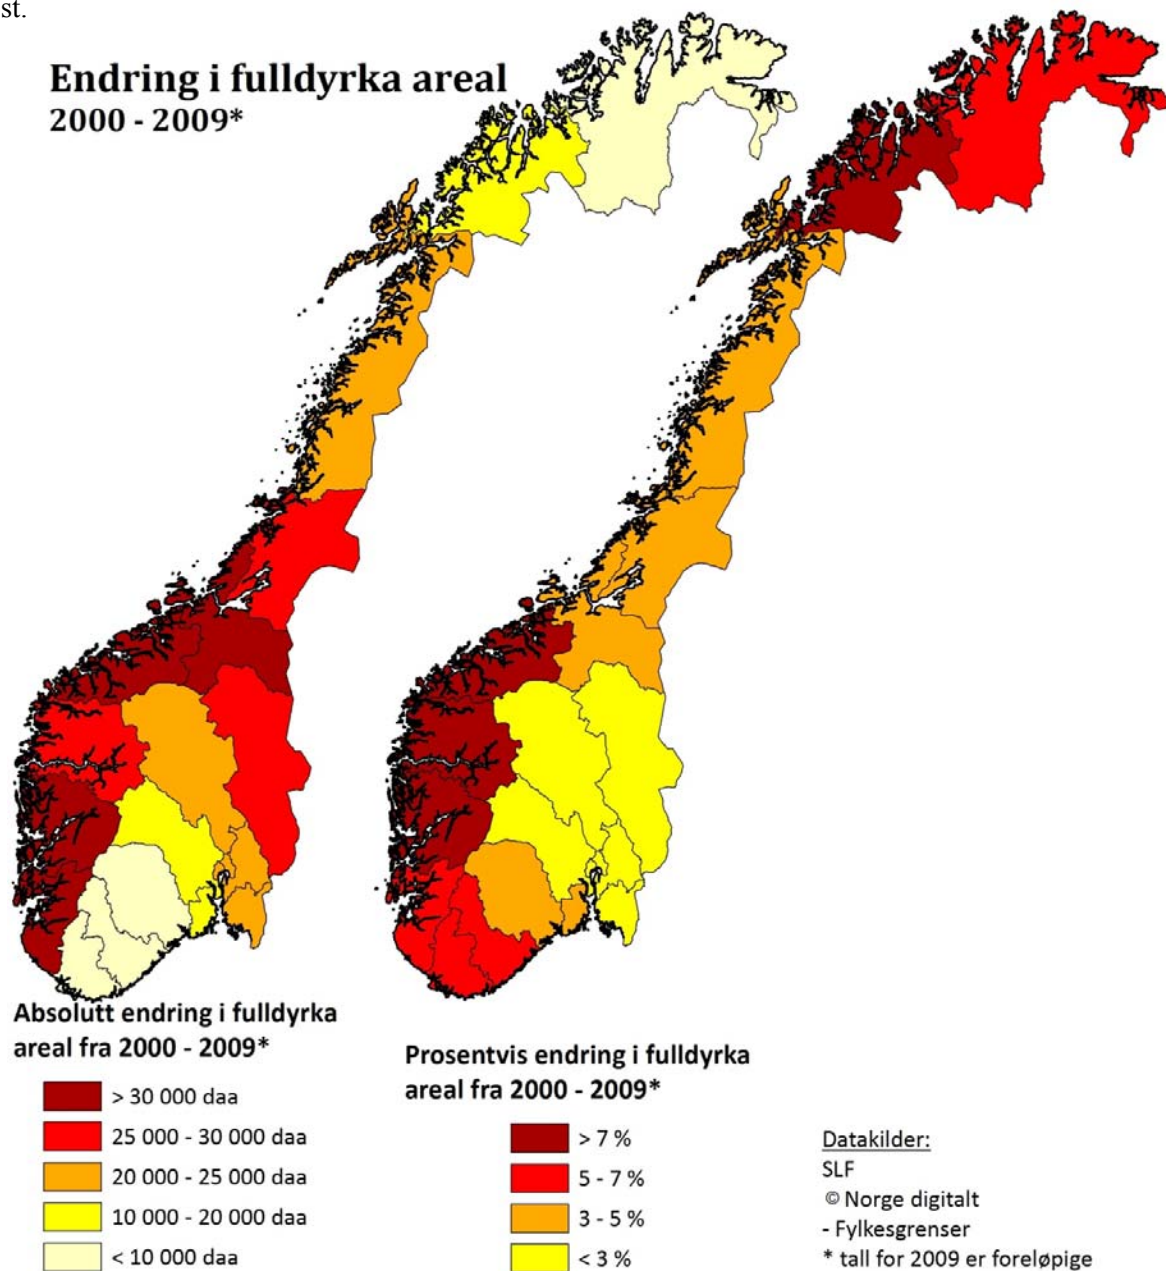 st.
Endring i fulldyrka areal
2000 - 2009*
Absolutt endring i fulldyrka
areal fra 2000 - 2009*
> 30 000 daa
25 000 - 30 000 daa
20 000 - 25 000 daa
10 000 - 20 000 daa
< 10 000 daa
Prosentvis endring i fulldyrka
areal fra 2000 - 2009*
> 7 %
5 - 7 %
3 - 5 %
< 3 %
Datakilder:
SLF
© Norge digitalt
- Fylkesgrenser
* tall for 2009 er foreløpige